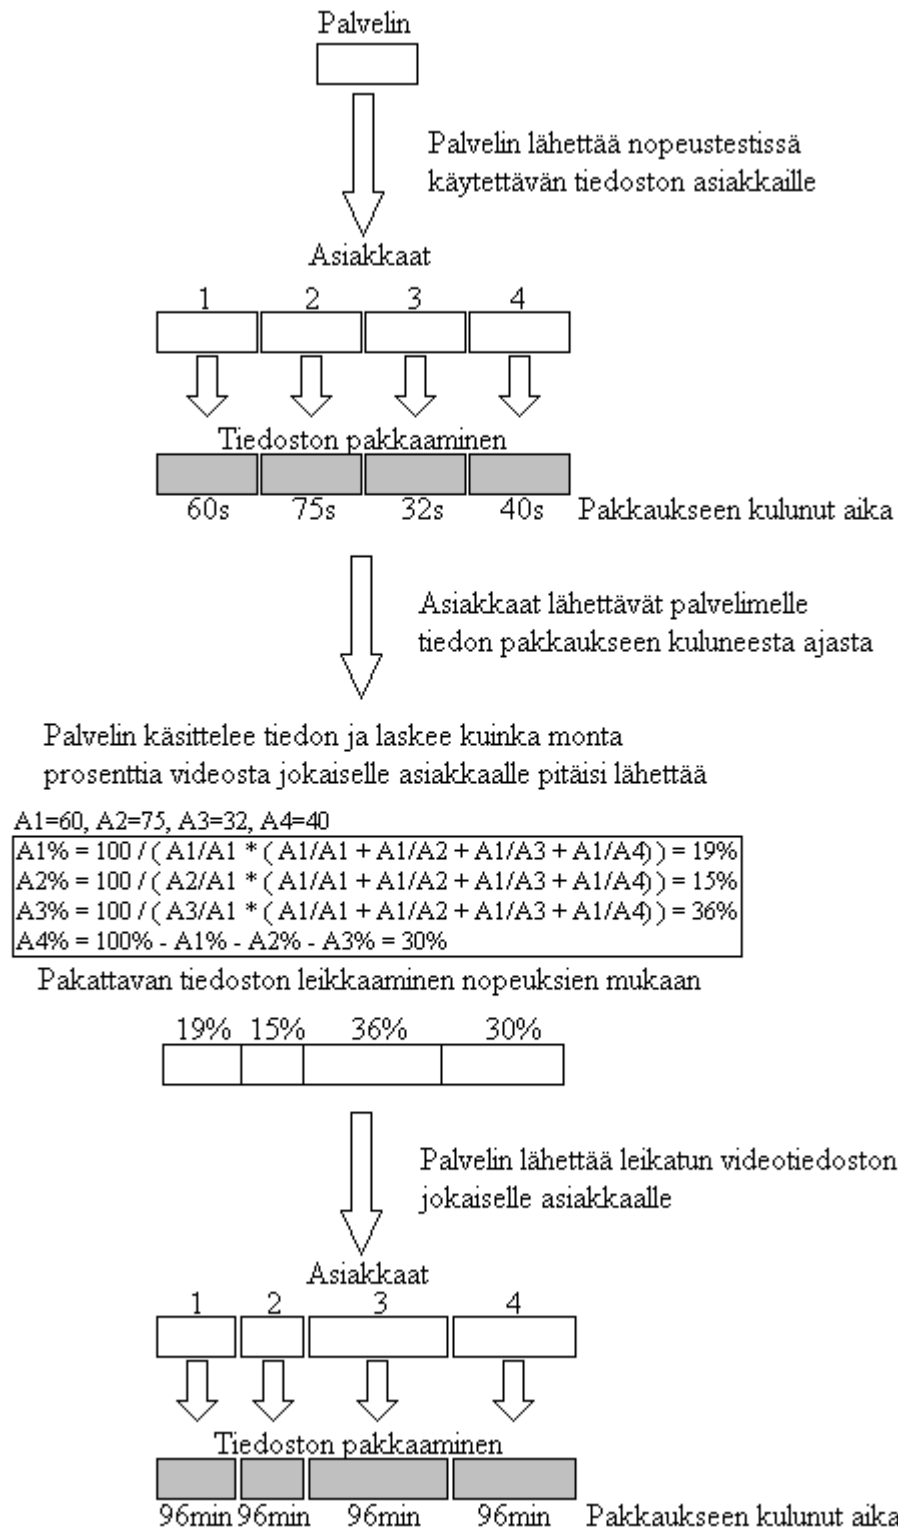 Palvelin
Palvelin lähettää nopeustestissä
käytettävän tiedoston asiakkaille
Asiakkaat
1 2 3 4
Tiedoston pakkaaminen
60s 75s 32s 40s Pakkaukseen kulunut aika
Asiakkaat lähettävät palvelimelle
tiedon pakkaukseen kuluneesta ajasta
Palvelin käsittelee tiedon ja laskee kuinka monta
prosenttia videosta jokaiselle asiakkaalle pitäisi lähettää
A1=60, A2=75, A3=32, A4=40
A1% = 100 / ( A1/A1 * ( A1/A1 + A1/A2 + A1/A3 + A1/A4) ) = 19%
A2% = 100 / ( A2/A1 * ( A1/A1 + A1/A2 + A1/A3 + A1/A4) ) = 15%
A3% = 100 / ( A3/A1 * ( A1/A1 + A1/A2 + A1/A3 + A1/A4) ) = 36%
A4% = 100% - A1% - A2% - A3% = 30%
Pakattavan tiedoston leikkaaminen nopeuksien mukaan
19% 15% 36% 30%
Palvelin lähettää leikatun videotiedoston
jokaiselle asiakkaalle
Asiakkaat
1 2 3 4
Tiedoston pakkaaminen
96min 96min 96min 96min Pakkaukseen kulunut aika